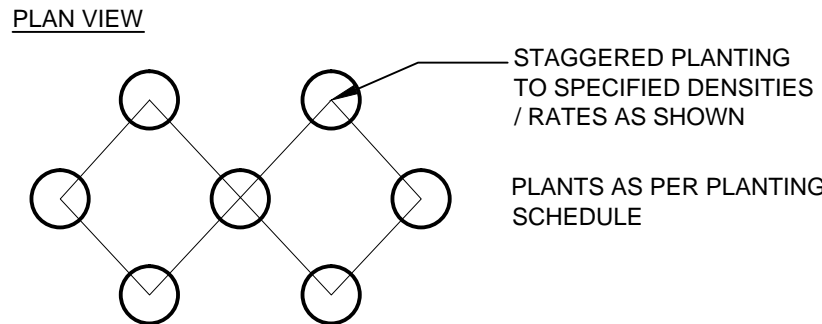 PLAN VIEW
STAGGERED PLANTING
TO SPECIFIED DENSITIES
/ RATES AS SHOWN
PLANTS AS PER PLANTING
SCHEDULE